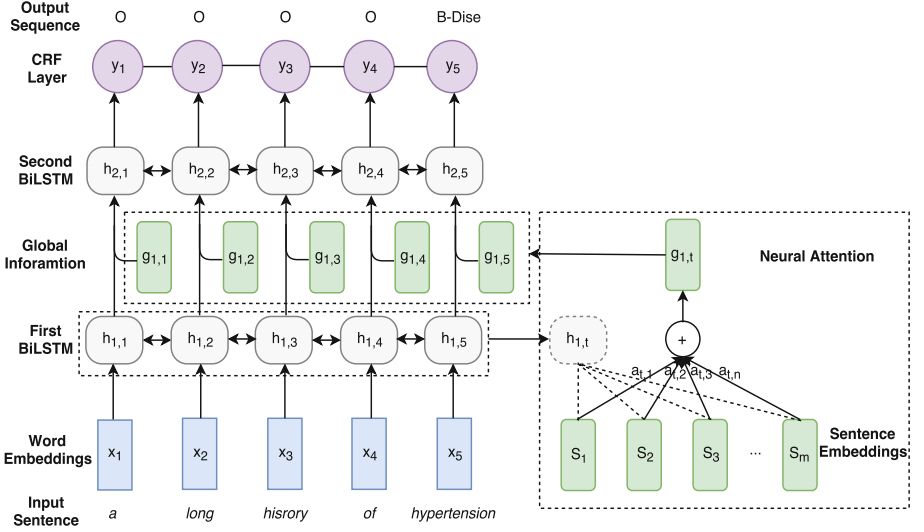 Output
Sequence
O O O O B-Dise
CRF
Layer
y1 y2 y3 y4 y5
Second
BiLSTM
h2,1 h2,2 h2,3 h2,4 h2,5
Global
Inforamtion
g1,1 g1,2 g1,3 g1,4 g1,5
g1,t
Neural Attention
First
BiLSTM
h1,1 h1,2 h1,3 h1,4 h1,5
h1,t
+
at,1 at,2 at,3 at,n
Word
Embeddings
x1 x2 x3 x4 x5
S1 S2 S3 ... Sm
Sentence
Embeddings
Input
Sentence
a long hisrory of hypertension